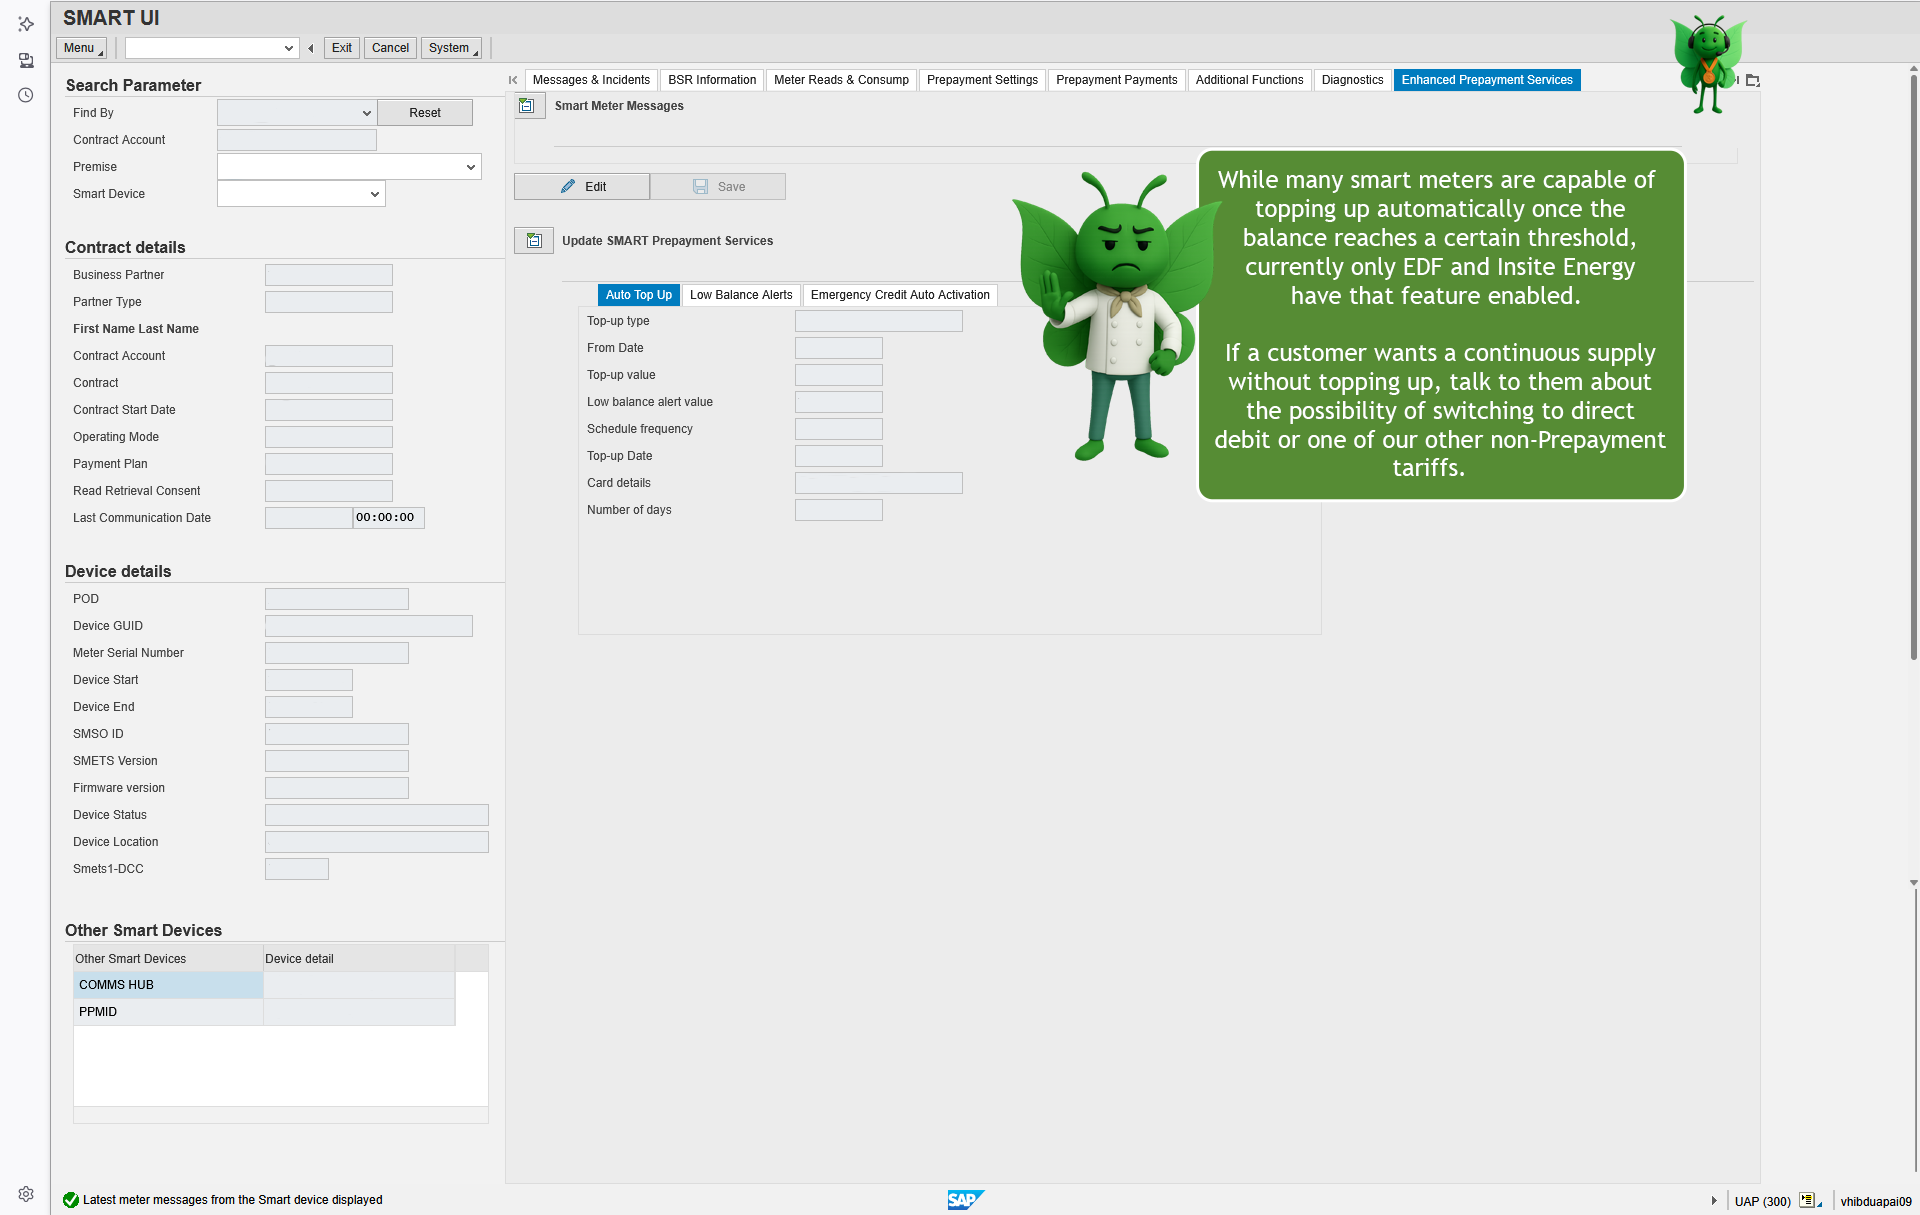 SMART UI
Menu
Exit
Cancel
System
Search Parameter
Find By
Reset
Contract Account
Premise
Smart Device
Contract details
Business Partner
Partner Type
First Name Last Name
Contract Account
Contract
Contract Start Date
Operating Mode
Payment Plan
Read Retrieval Consent
Last Communication Date
00:00:00
Device details
POD
Device GUID
Meter Serial Number
Device Start
Device End
SMSO ID
SMETS Version
Firmware version
Device Status
Device Location
Smets1-DCC
Other Smart Devices
Other Smart Devices
Device detail
COMMS HUB
PPMID
Messages & Incidents
BSR Information
Meter Reads & Consump
Prepayment Settings
Prepayment Payments
Additional Functions
Diagnostics
Enhanced Prepayment Services
Smart Meter Messages
Edit
Save
Update SMART Prepayment Services
Auto Top Up
Low Balance Alerts
Emergency Credit Auto Activation
Top-up type
From Date
Top-up value
Low balance alert value
Schedule frequency
Top-up Date
Card details
Number of days
While many smart meters are capable of
topping up automatically once the
balance reaches a certain threshold,
currently only EDF and Insite Energy
have that feature enabled.
If a customer wants a continuous supply
without topping up, talk to them about
the possibility of switching to direct
debit or one of our other non-Prepayment
tariffs.
Latest meter messages from the Smart device displayed
SAP
UAP (300)
vhibduapai09